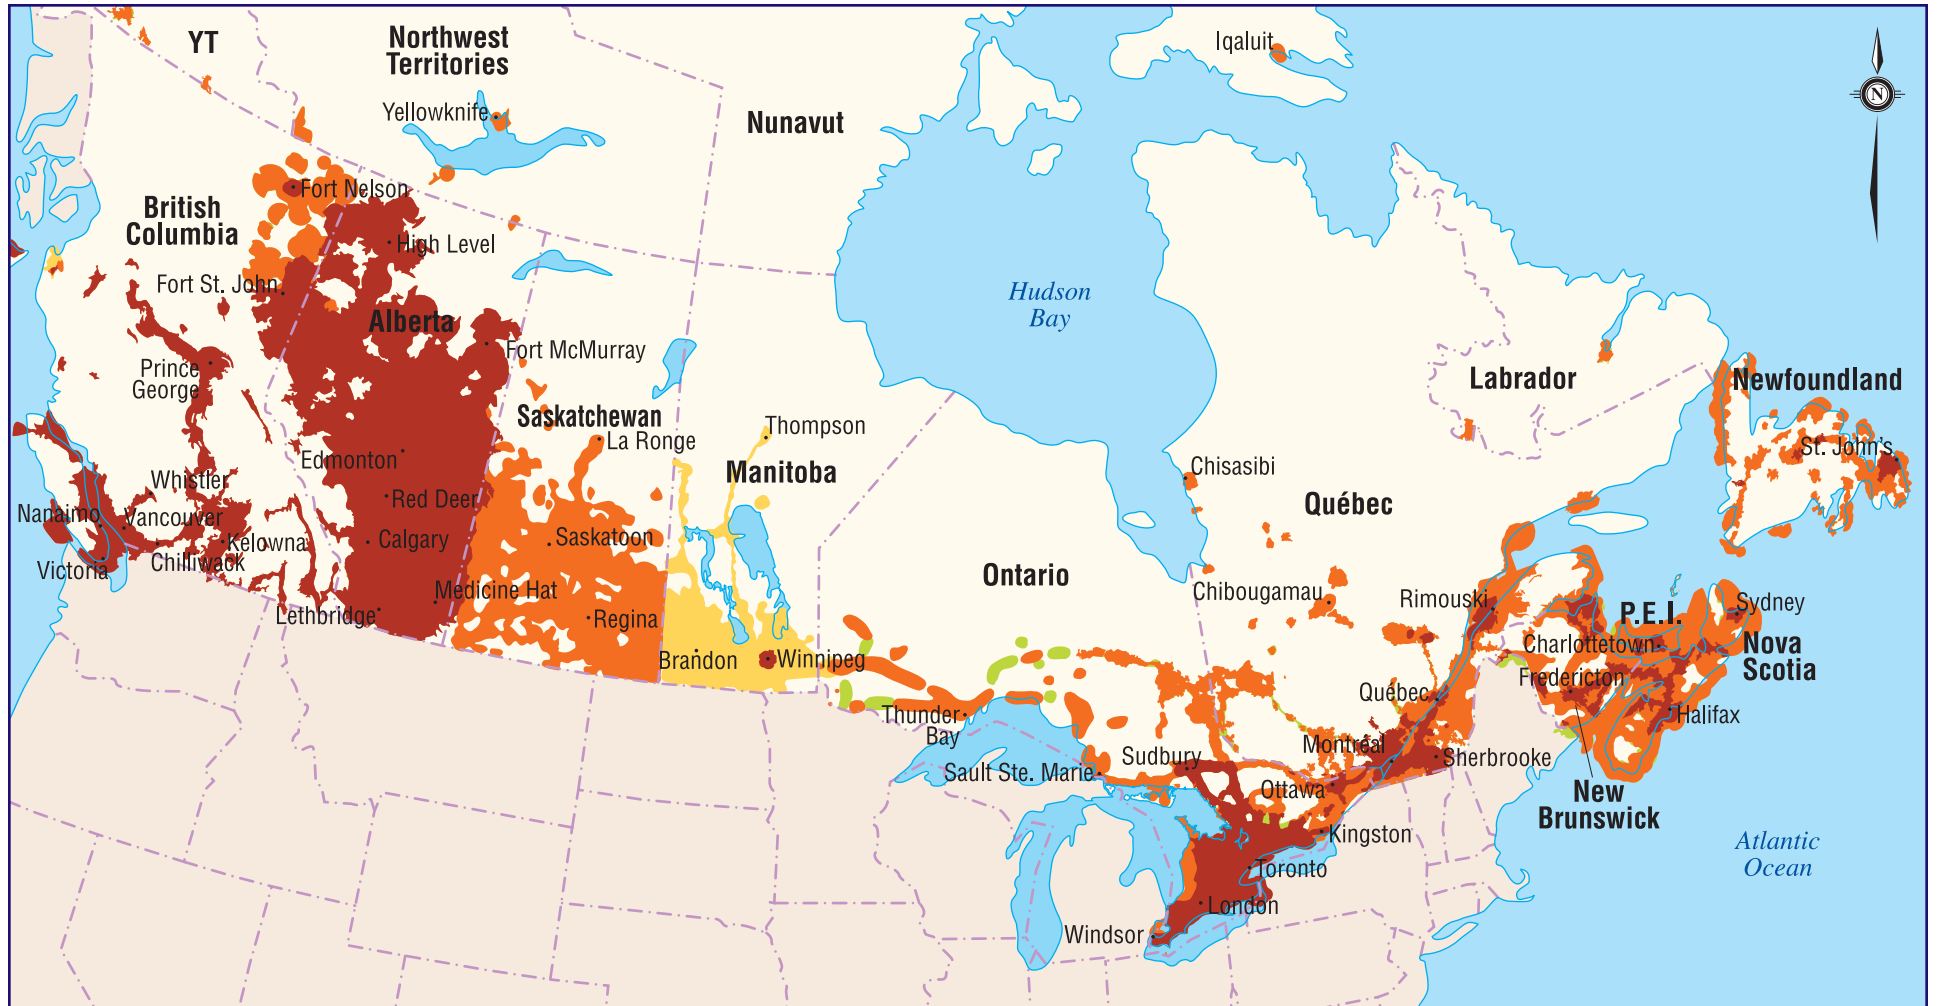 YT
Northwest
Territories
Iqaluit
Yellowknife
Nunavut
N
Fort Nelson
British
Columbia
High Level
Fort St. John
Hudson
Bay
Alberta
Fort McMurray
Prince
George
Labrador
Newfoundland
Saskatchewan
La Ronge
Thompson
St. John's
Edmonton
Manitoba
Chisasibi
Whistler
Red Deer
Québec
Nanaimo
Vancouver
Calgary
Saskatoon
Kelowna
Chilliwack
Victoria
Ontario
Medicine Hat
Chibougamau
Rimouski
Lethbridge
Regina
P.E.I.
Sydney
Charlottetown
Nova
Scotia
Brandon
Winnipeg
Fredericton
Québec
Thunder
Bay
Halifax
Montréal
Sudbury
Sherbrooke
Sault Ste. Marie
Ottawa
New
Brunswick
Kingston
Atlantic
Ocean
Toronto
London
Windsor